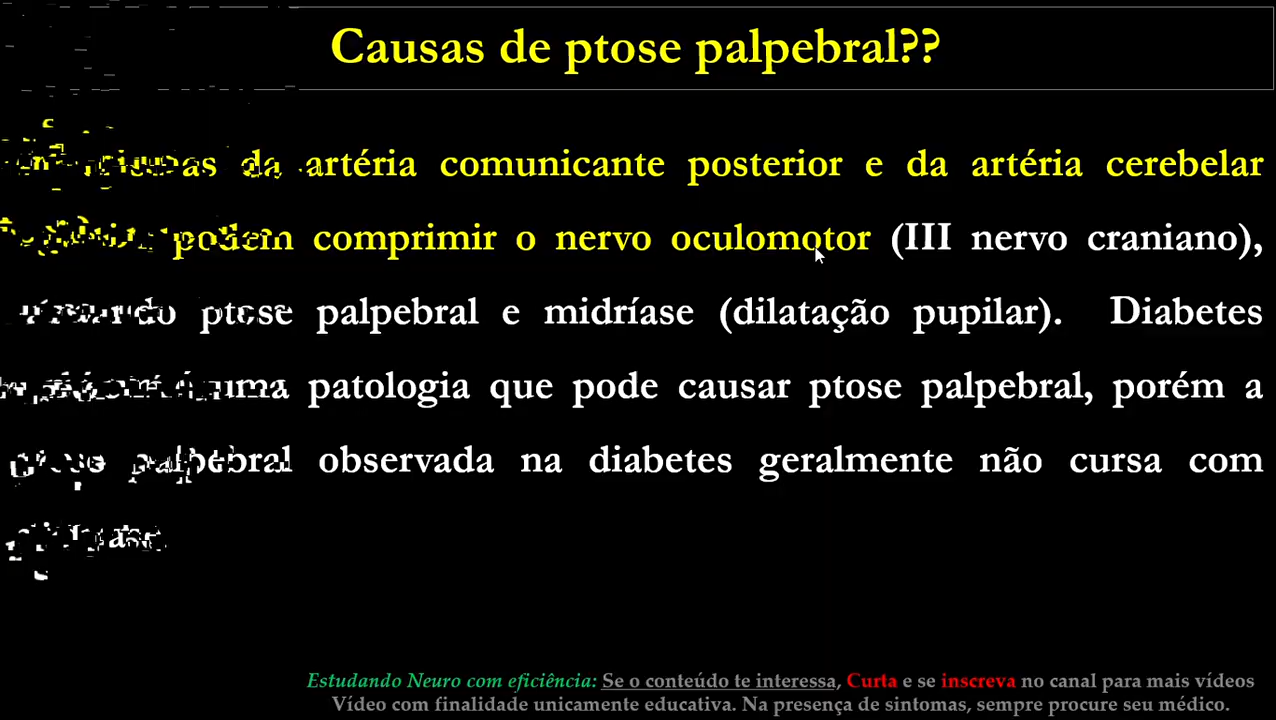 Causas de ptose palpebral??
da artéria comunicante posterior e da artéria cerebelar
podem comprimir o nervo oculomotor (III nervo craniano),
ptose palpebral e midríase (dilatação pupilar). Diabetes
uma patologia que pode causar ptose palpebral, porém a
palpebral observada na diabetes geralmente não cursa com
Estudando Neuro com eficiência: Se o conteúdo te interessa, Curta e se inscreva no canal para mais vídeos
Vídeo com finalidade unicamente educativa. Na presença de sintomas, sempre procure seu médico.